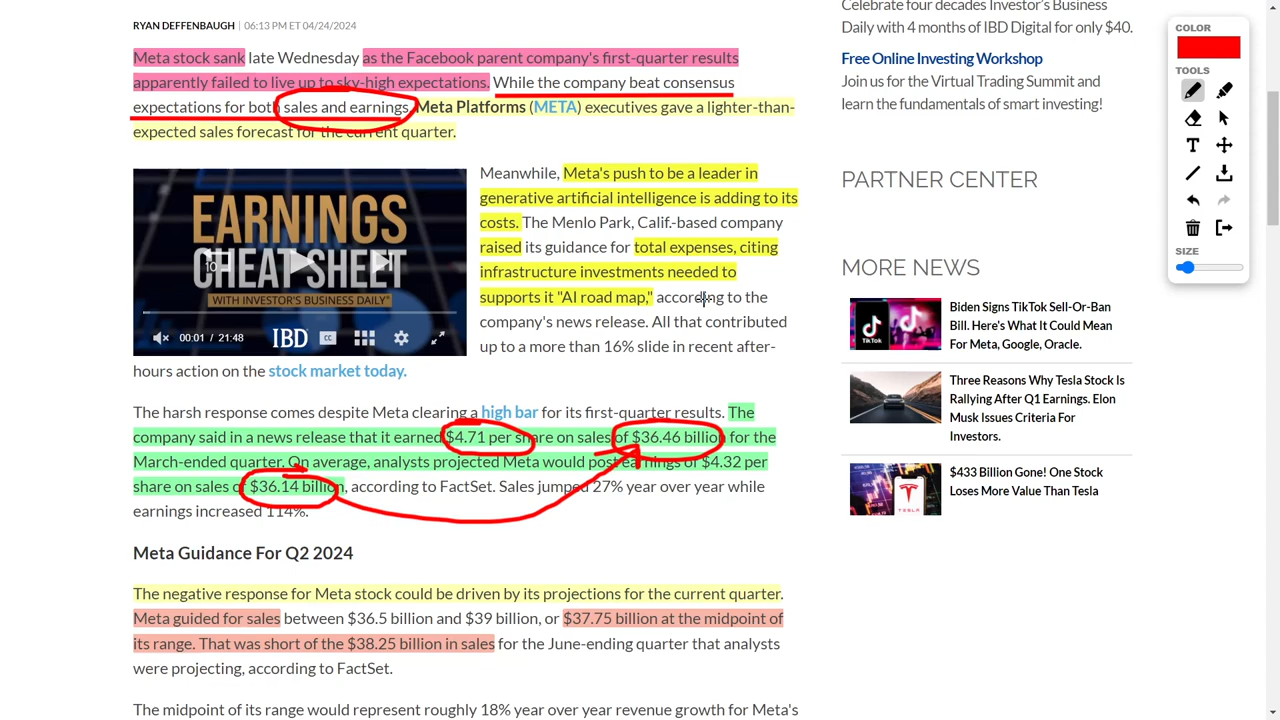 RYAN DEFFENBAUGH | 06:13 PM ET 04/24/2024
Meta stock sank late Wednesday as the Facebook parent company's first-quarter results
apparently failed to live up to sky-high expectations. While the company beat consensus
expectations for both sales and earnings, Meta Platforms (META) executives gave a lighter-than-
expected sales forecast for the current quarter.
EARNINGS
CHEAT SHEET
WITH INVESTOR'S BUSINESS DAILY
10
00:01 / 21:48
IBD
CC
Meanwhile, Meta's push to be a leader in
generative artificial intelligence is adding to its
costs. The Menlo Park, Calif.-based company
raised its guidance for total expenses, citing
infrastructure investments needed to
supports it "AI road map," according to the
company's news release. All that contributed
up to a more than 16% slide in recent after-
hours action on the stock market today.
The harsh response comes despite Meta clearing a high bar for its first-quarter results. The
company said in a news release that it earned $4.71 per share on sales of $36.46 billion for the
March-ended quarter. On average, analysts projected Meta would post earnings of $4.32 per
share on sales of $36.14 billion, according to FactSet. Sales jumped 27% year over year while
earnings increased 114%.
Meta Guidance For Q2 2024
The negative response for Meta stock could be driven by its projections for the current quarter.
Meta guided for sales between $36.5 billion and $39 billion, or $37.75 billion at the midpoint of
its range. That was short of the $38.25 billion in sales for the June-ending quarter that analysts
were projecting, according to FactSet.
The midpoint of its range would represent roughly 18% year over year revenue growth for Meta's
Celebrate four decades Investor's Business
Daily with 4 months of IBD Digital for only $40.
Free Online Investing Workshop
Join us for the Virtual Trading Summit and
learn the fundamentals of smart investing!
PARTNER CENTER
MORE NEWS
TikTok
Biden Signs TikTok Sell-Or-Ban
Bill. Here's What It Could Mean
For Meta, Google, Oracle.
Three Reasons Why Tesla Stock Is
Rallying After Q1 Earnings. Elon
Musk Issues Criteria For
Investors.
TESLA
$433 Billion Gone! One Stock
Loses More Value Than Tesla
COLOR
TOOLS
T
SIZE